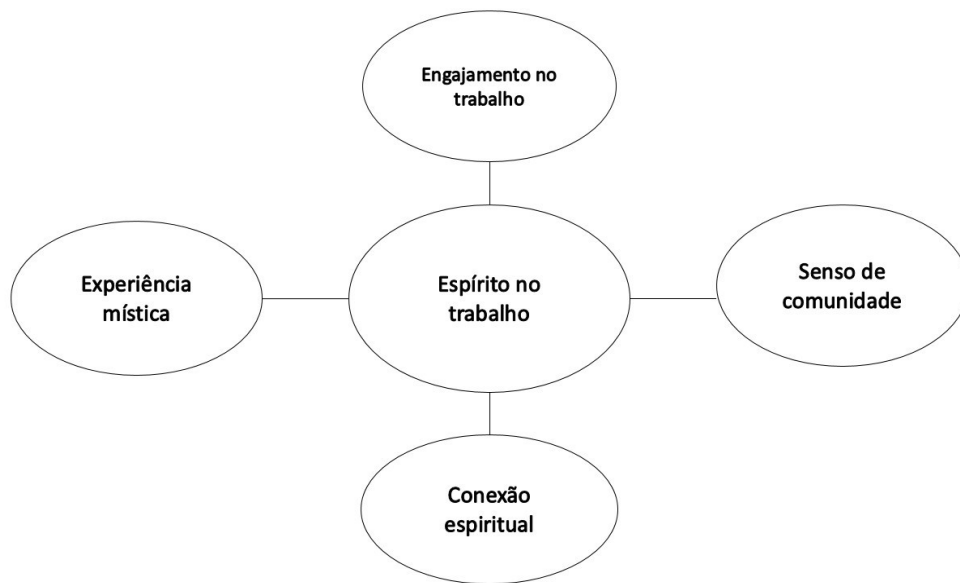 Engajamento no
trabalho
Experiência
mística
Espírito no
trabalho
Senso de
comunidade
Conexão
espiritual